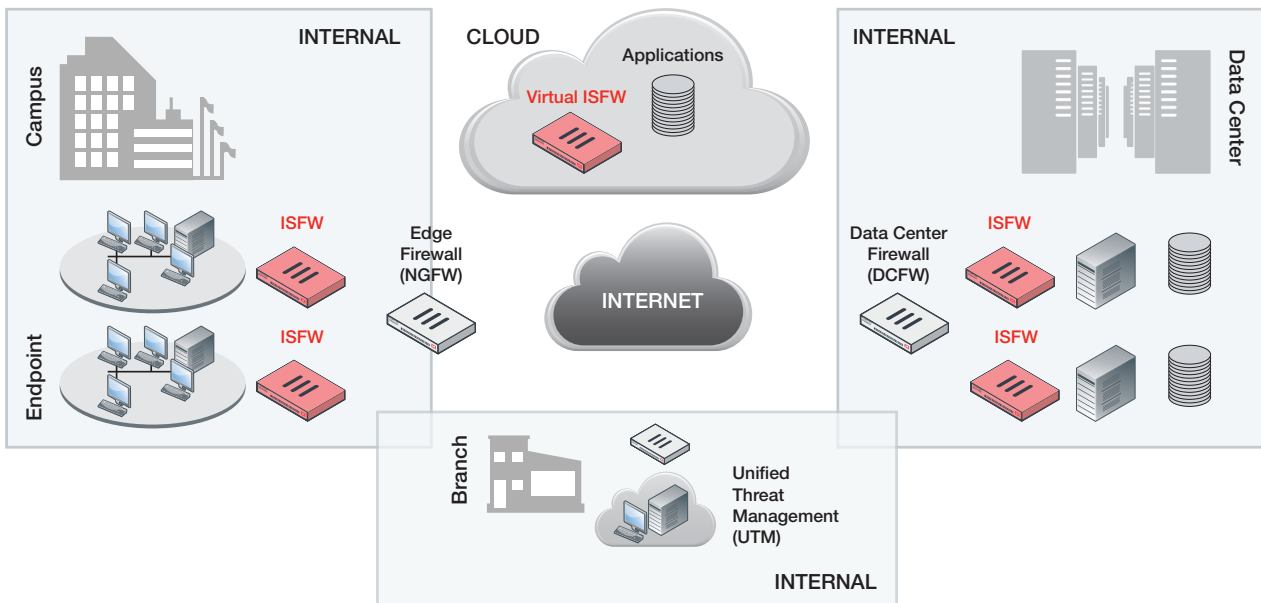 INTERNAL
Campus
ISFW
Edge
Firewall
(NGFW)
Endpoint
ISFW
CLOUD
Applications
Virtual ISFW
INTERNET
INTERNAL
Data Center
Data Center
Firewall
(DCFW)
ISFW
ISFW
Branch
Unified
Threat
Management
(UTM)
INTERNAL